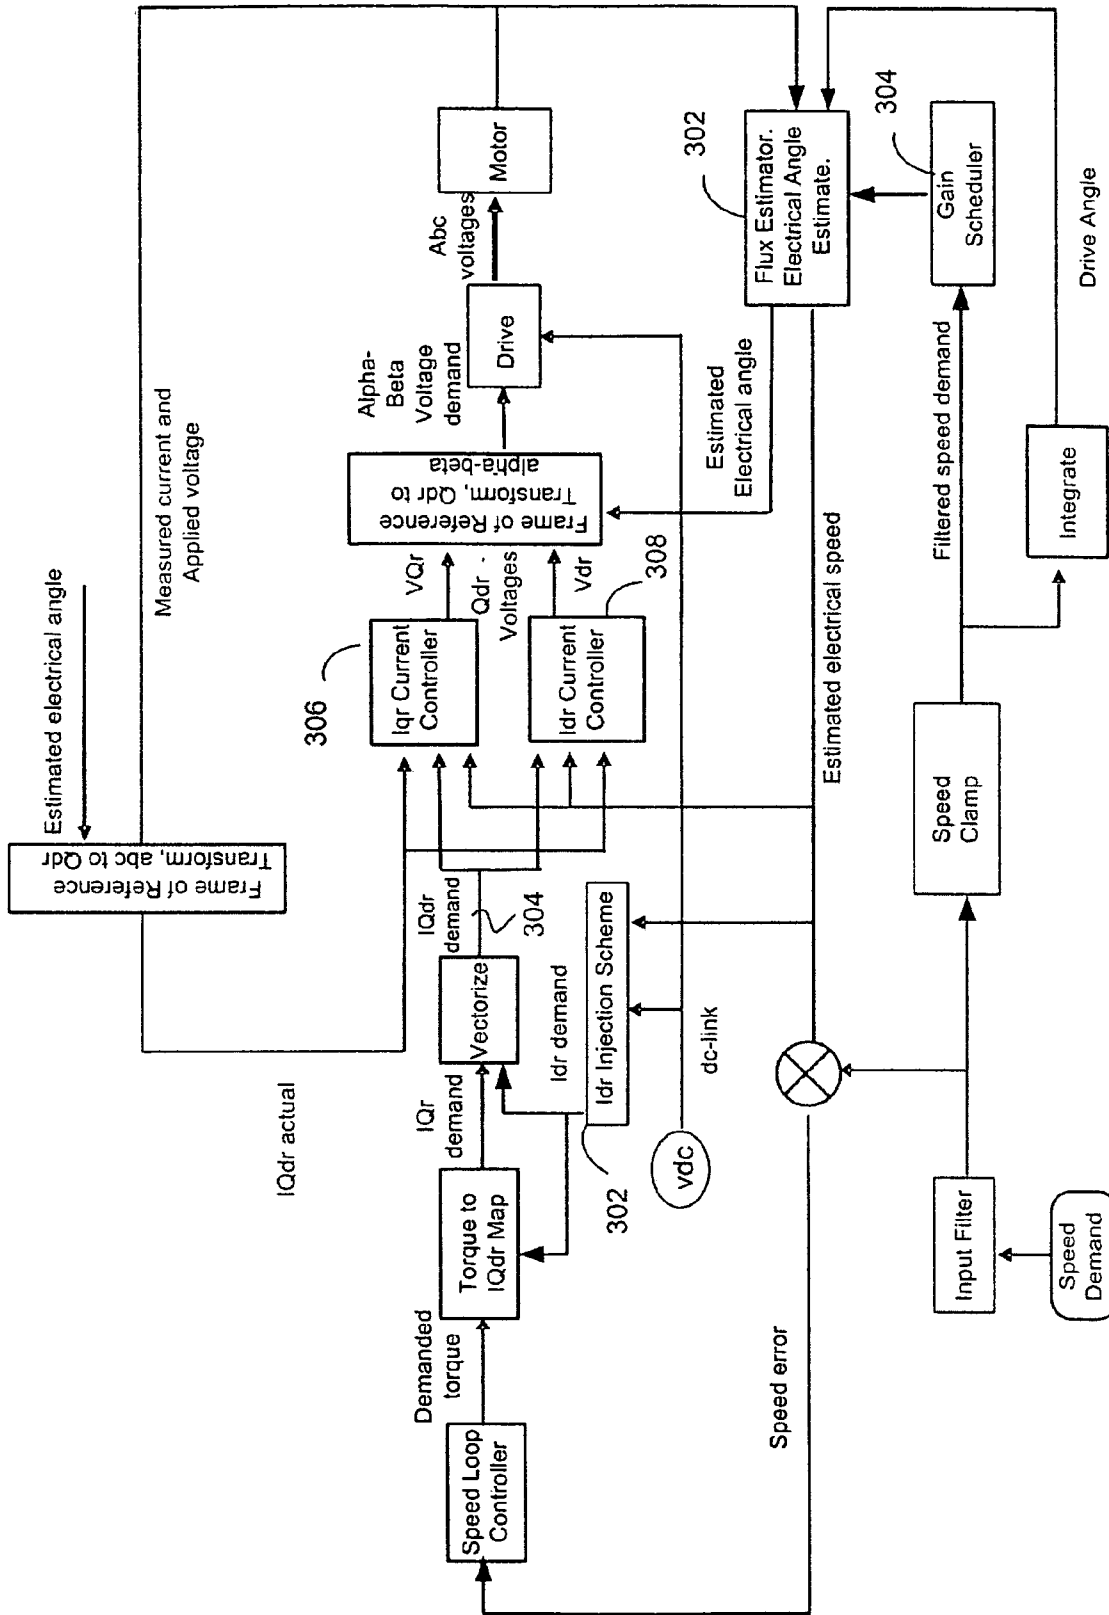 Estimated electrical angle
Frame of Reference
Transform, abc to Qdr
Measured current and
Applied voltage
IQdr actual
Speed Loop
Controller
Demanded
torque
Torque to
IQdr Map
IQr
demand
Vectorize
IQdr
demand
304
306
Iqr Current
Controller
VQr
Qdr -
Voltages
Vdr
Idr Current
Controller
308
Frame of Reference
Transform, Qdr to
alpha-beta
Alpha-
Beta
Voltage
demand
Drive
Abc
voltages
Motor
Idr demand
Idr Injection Scheme
302
vdc
dc-link
Estimated
Electrical angle
302
Flux Estimator.
Electrical Angle
Estimate.
Speed error
Estimated electrical speed
304
Gain
Scheduler
Speed
Demand
Input Filter
Speed
Clamp
Filtered speed demand
Integrate
Drive Angle